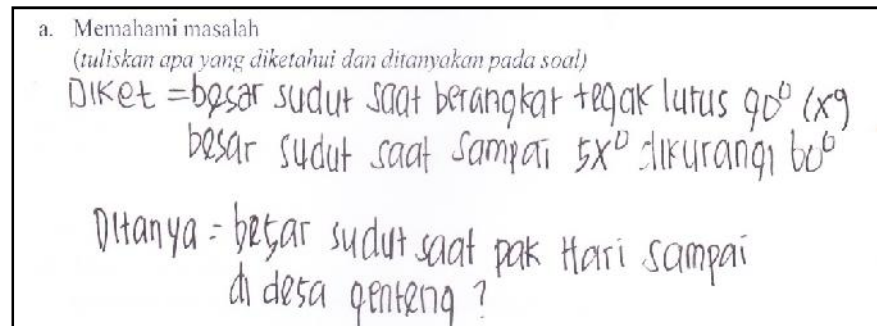 a. Memahami masalah
(tuliskan apa yang diketahui dan ditanyakan pada soal)
Diket = besar sudut saat berangkat tegak lurus 90° (x°)
besar sudut saat sampai 5x° dikurangi 60°
Ditanya = besar sudut saat pak Hari sampai
di desa genteng ?